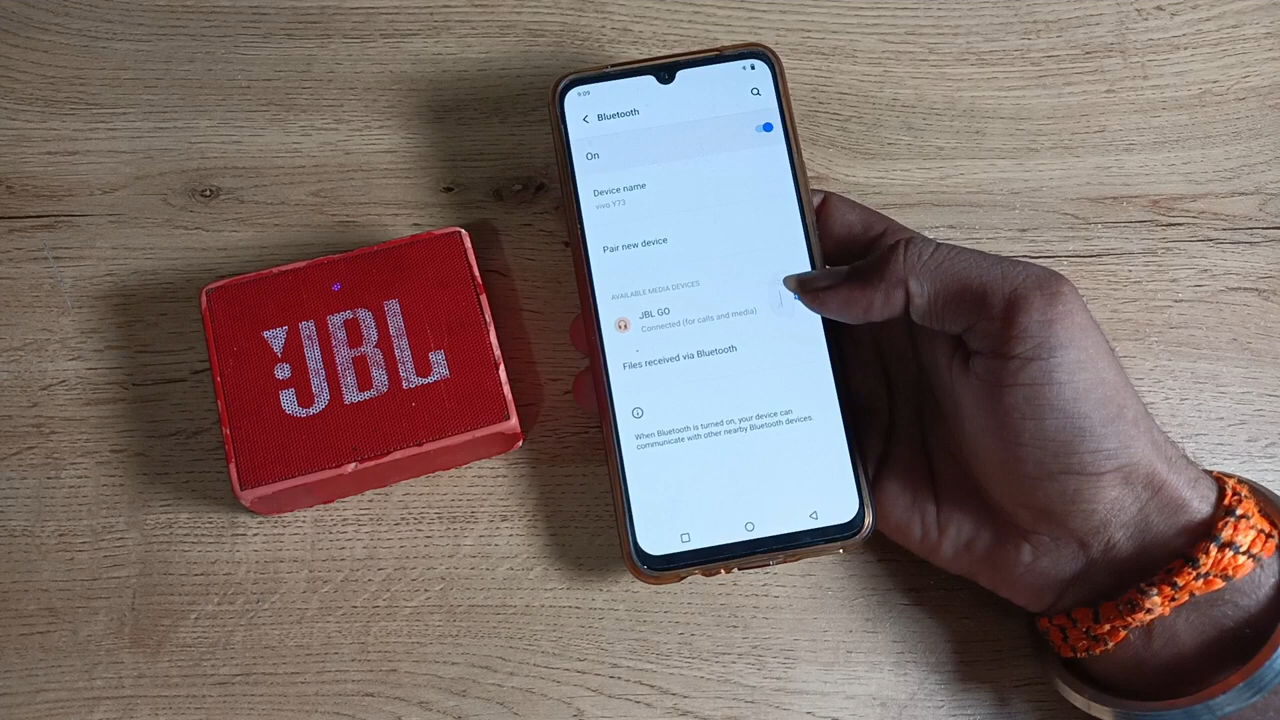 JBL
9:09
Bluetooth
On
Device name
vivo Y73
Pair new device
AVAILABLE MEDIA DEVICES
JBL GO
Connected (for calls and media)
Files received via Bluetooth
When Bluetooth is turned on, your device can
communicate with other nearby Bluetooth devices.